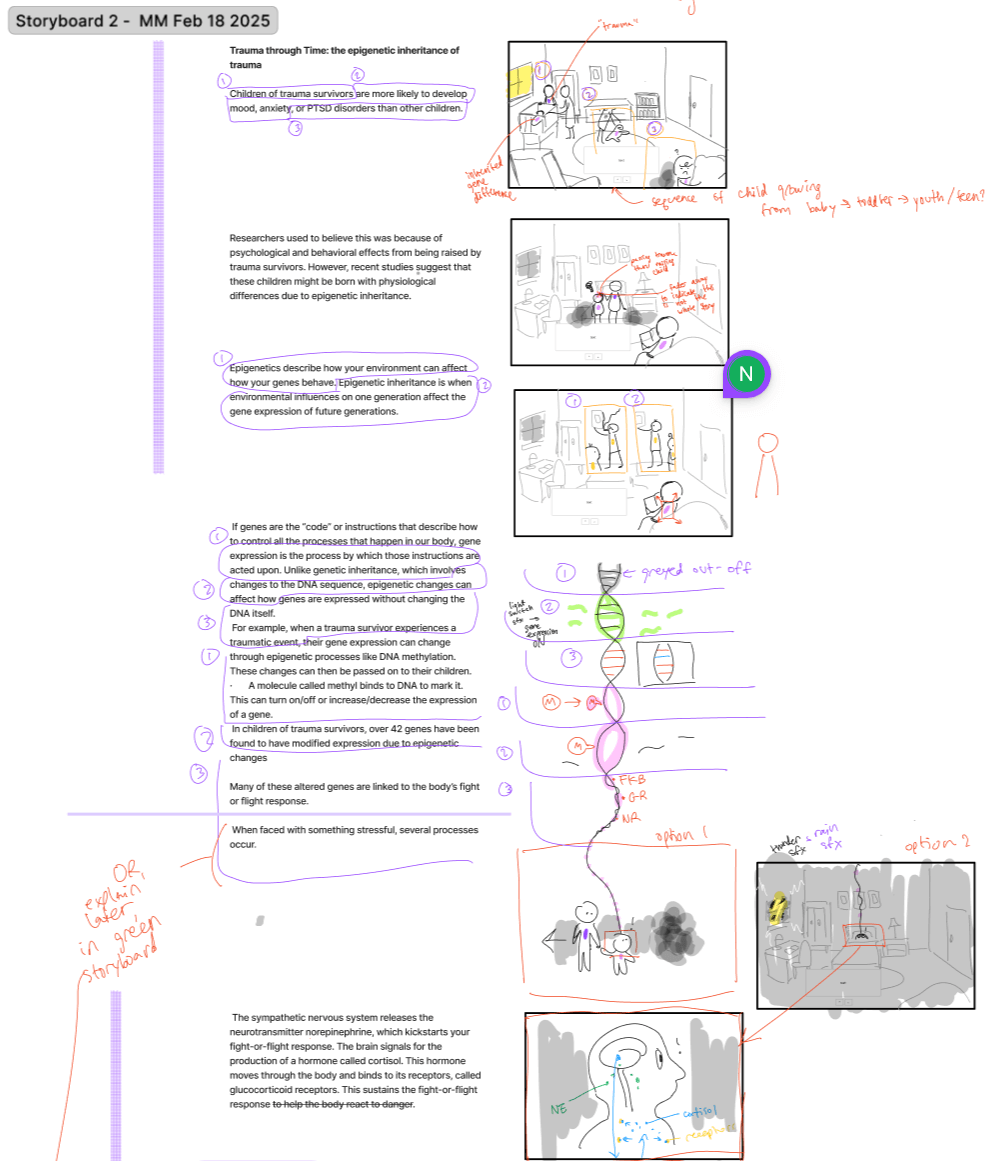 Storyboard 2 - MM Feb 18 2025
Trauma through Time: the epigenetic inheritance of
trauma
"trauma"
1
2
Children of trauma survivors are more likely to develop
mood, anxiety, or PTSD disorders than other children.
3
1
2
3
inherited
gene
difference
sequence of child growing
from baby → toddler → youth/teen?
Researchers used to believe this was because of
psychological and behavioral effects from being raised by
trauma survivors. However, recent studies suggest that
these children might be born with physiological
differences due to epigenetic inheritance.
child
fades away
to indicate this
is not the
whole story
N
1
Epigenetics describe how your environment can affect
how your genes behave. Epigenetic inheritance is when
2
environmental influences on one generation affect the
gene expression of future generations.
1
2
If genes are the "code" or instructions that describe how
1
to control all the processes that happen in our body, gene
expression is the process by which those instructions are
acted upon. Unlike genetic inheritance, which involves
2
changes to the DNA sequence, epigenetic changes can
affect how genes are expressed without changing the
DNA itself.
3
For example, when a trauma survivor experiences a
traumatic event, their gene expression can change
1
through epigenetic processes like DNA methylation.
These changes can then be passed on to their children.
· A molecule called methyl binds to DNA to mark it.
This can turn on/off or increase/decrease the expression
of a gene.
2
In children of trauma survivors, over 42 genes have been
found to have modified expression due to epigenetic
changes
3
Many of these altered genes are linked to the body's fight
or flight response.
When faced with something stressful, several processes
occur.
1
← greyed out - off
light
switch
sfx →
gene
expression
2
3
1
M →
M
2
M
3
FKB
GR
NR
option 1
thunder & rain
sfx sfx
option 2
OR,
explain
later
in green
storyboard
The sympathetic nervous system releases the
neurotransmitter norepinephrine, which kickstarts your
fight-or-flight response. The brain signals for the
production of a hormone called cortisol. This hormone
moves through the body and binds to its receptors, called
glucocorticoid receptors. This sustains the fight-or-flight
response to help the body react to danger.
NE
cortisol
receptors